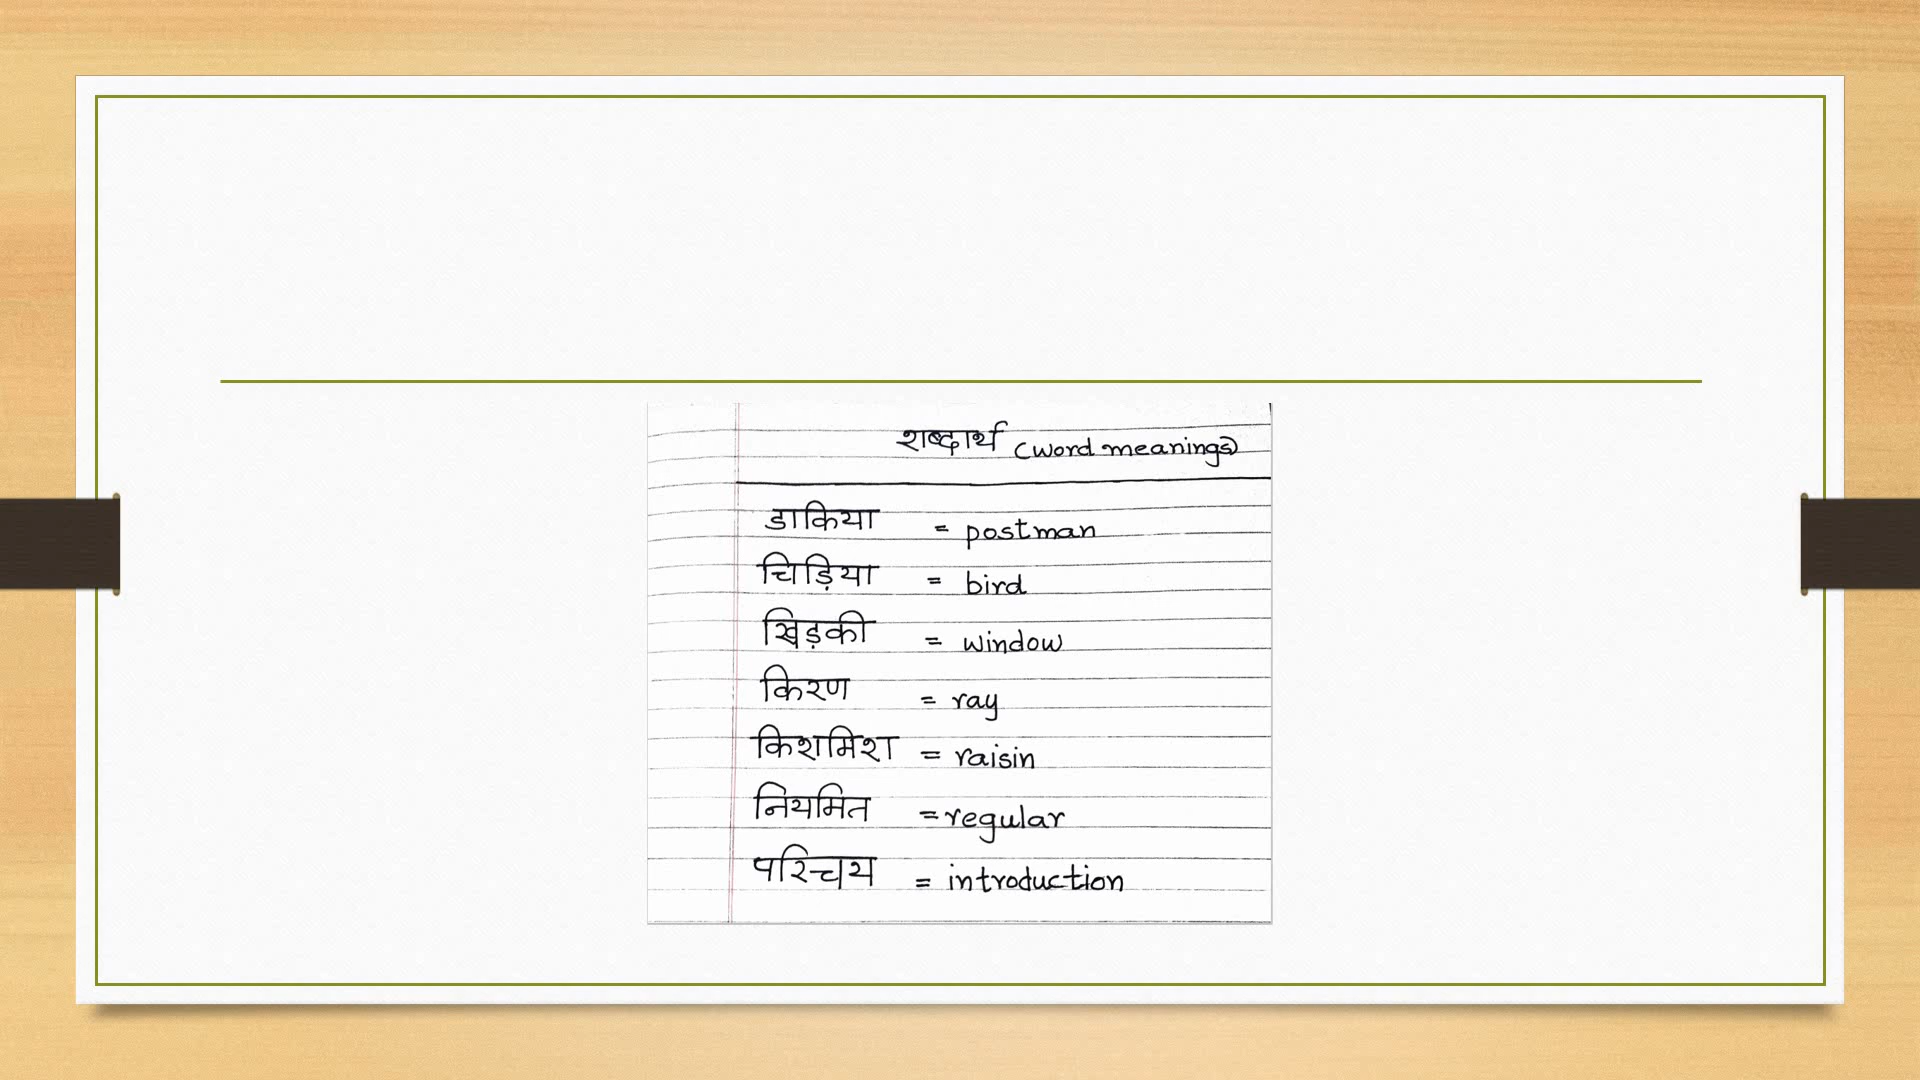 शब्दार्थ (word meanings)
डाकिया = postman
चिड़िया = bird
खिड़की = window
किरण = ray
किशमिश = raisin
नियमित = regular
परिचय = introduction